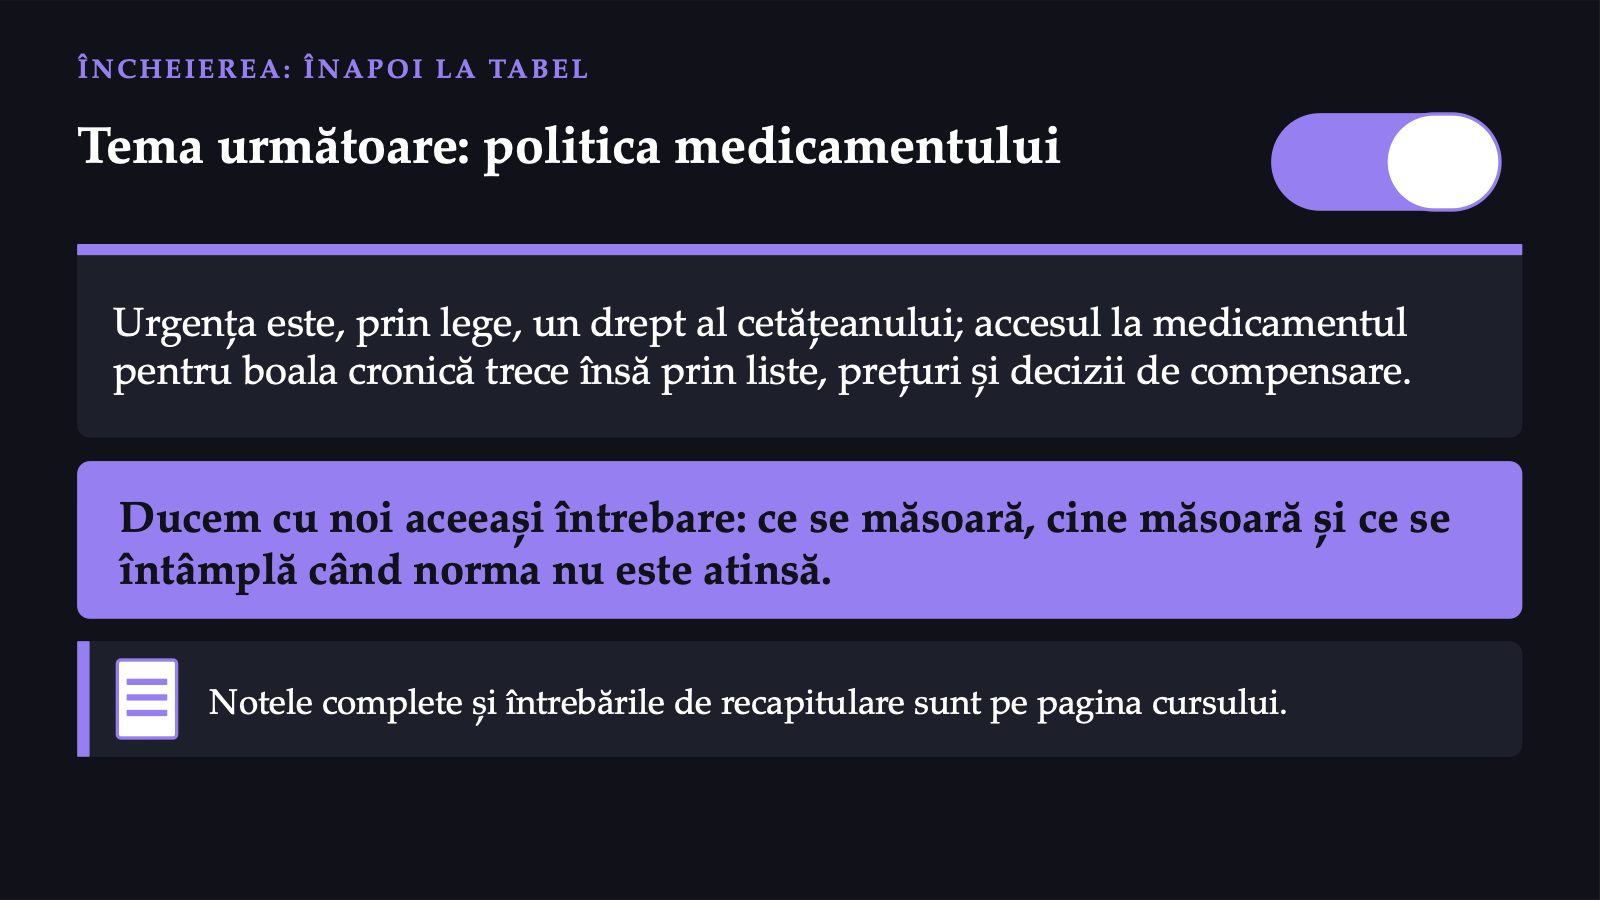 ÎNCHEIEREA: ÎNAPOI LA TABEL
Tema următoare: politica medicamentului
Urgența este, prin lege, un drept al cetățeanului; accesul la medicamentul
pentru boala cronică trece însă prin liste, prețuri și decizii de compensare.
Ducem cu noi aceeași întrebare: ce se măsoară, cine măsoară și ce se
întâmplă când norma nu este atinsă.
Notele complete și întrebările de recapitulare sunt pe pagina cursului.